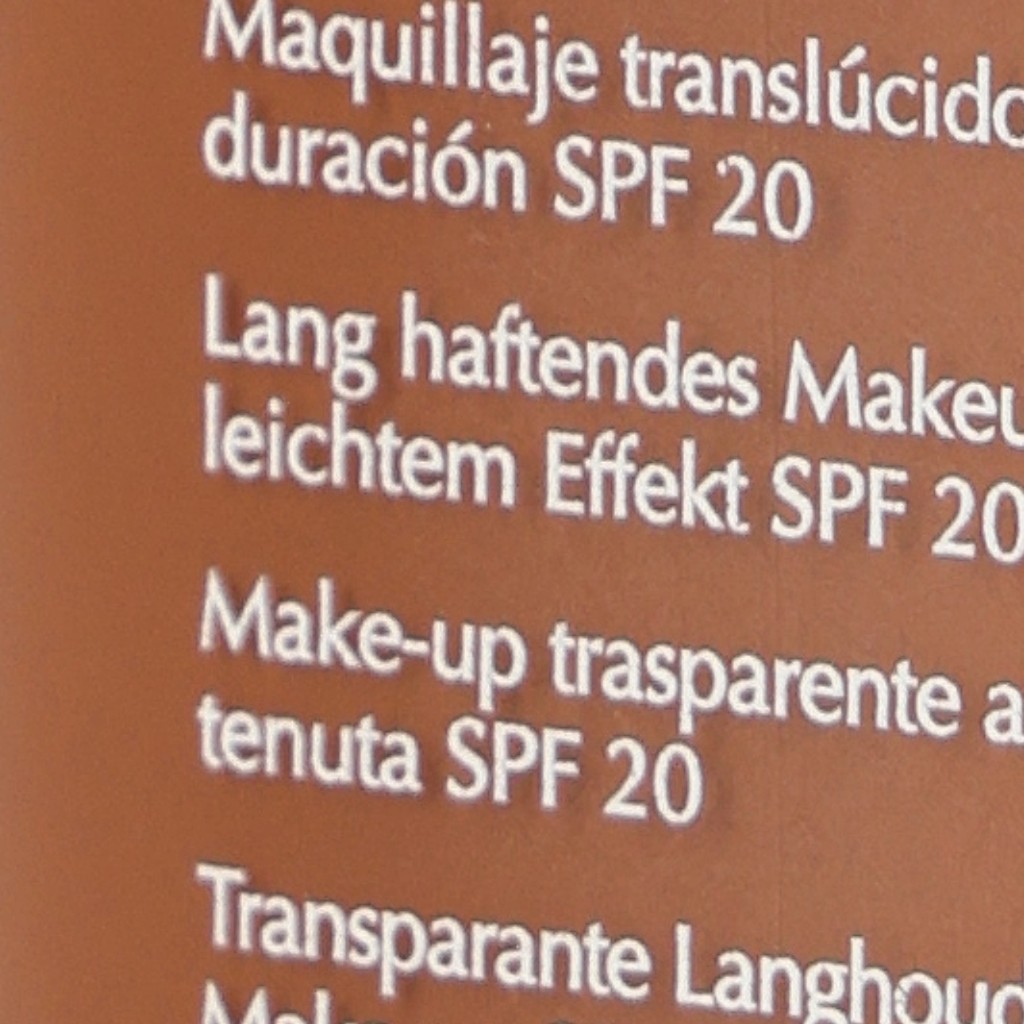 Maquillaje translúcido
duración SPF 20
Lang haftendes Makeu
leichtem Effekt SPF 20
Make-up trasparente a
tenuta SPF 20
Transparante Langhoud